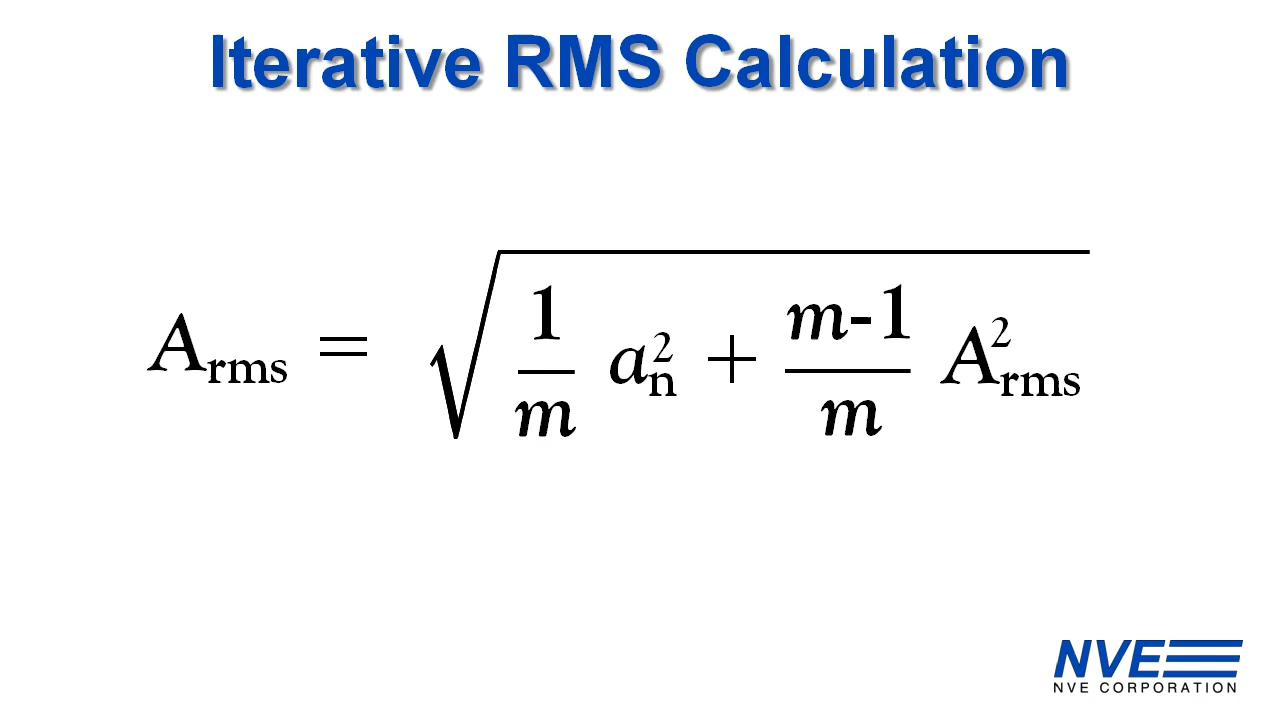 Iterative RMS Calculation
A_rms = √(1/m a_n^2 + m-1/m A_rms^2)
NVE
NVE CORPORATION